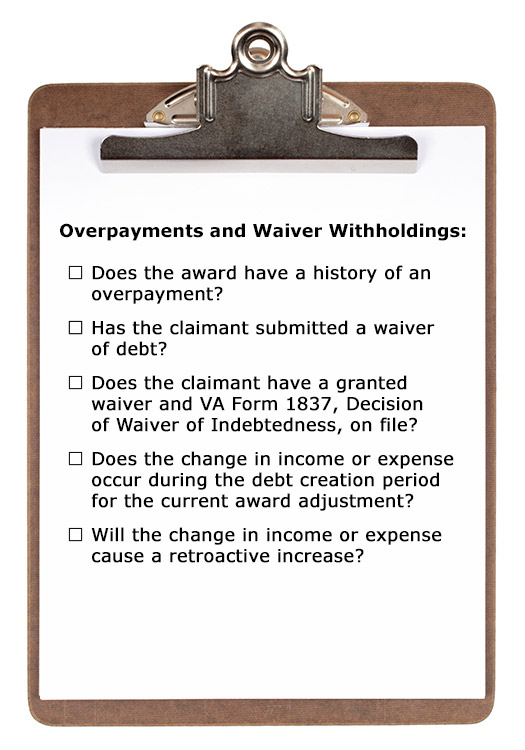 Overpayments and Waiver Withholdings:
☐ Does the award have a history of an
overpayment?
☐ Has the claimant submitted a waiver
of debt?
☐ Does the claimant have a granted
waiver and VA Form 1837, Decision
of Waiver of Indebtedness, on file?
☐ Does the change in income or expense
occur during the debt creation period
for the current award adjustment?
☐ Will the change in income or expense
cause a retroactive increase?